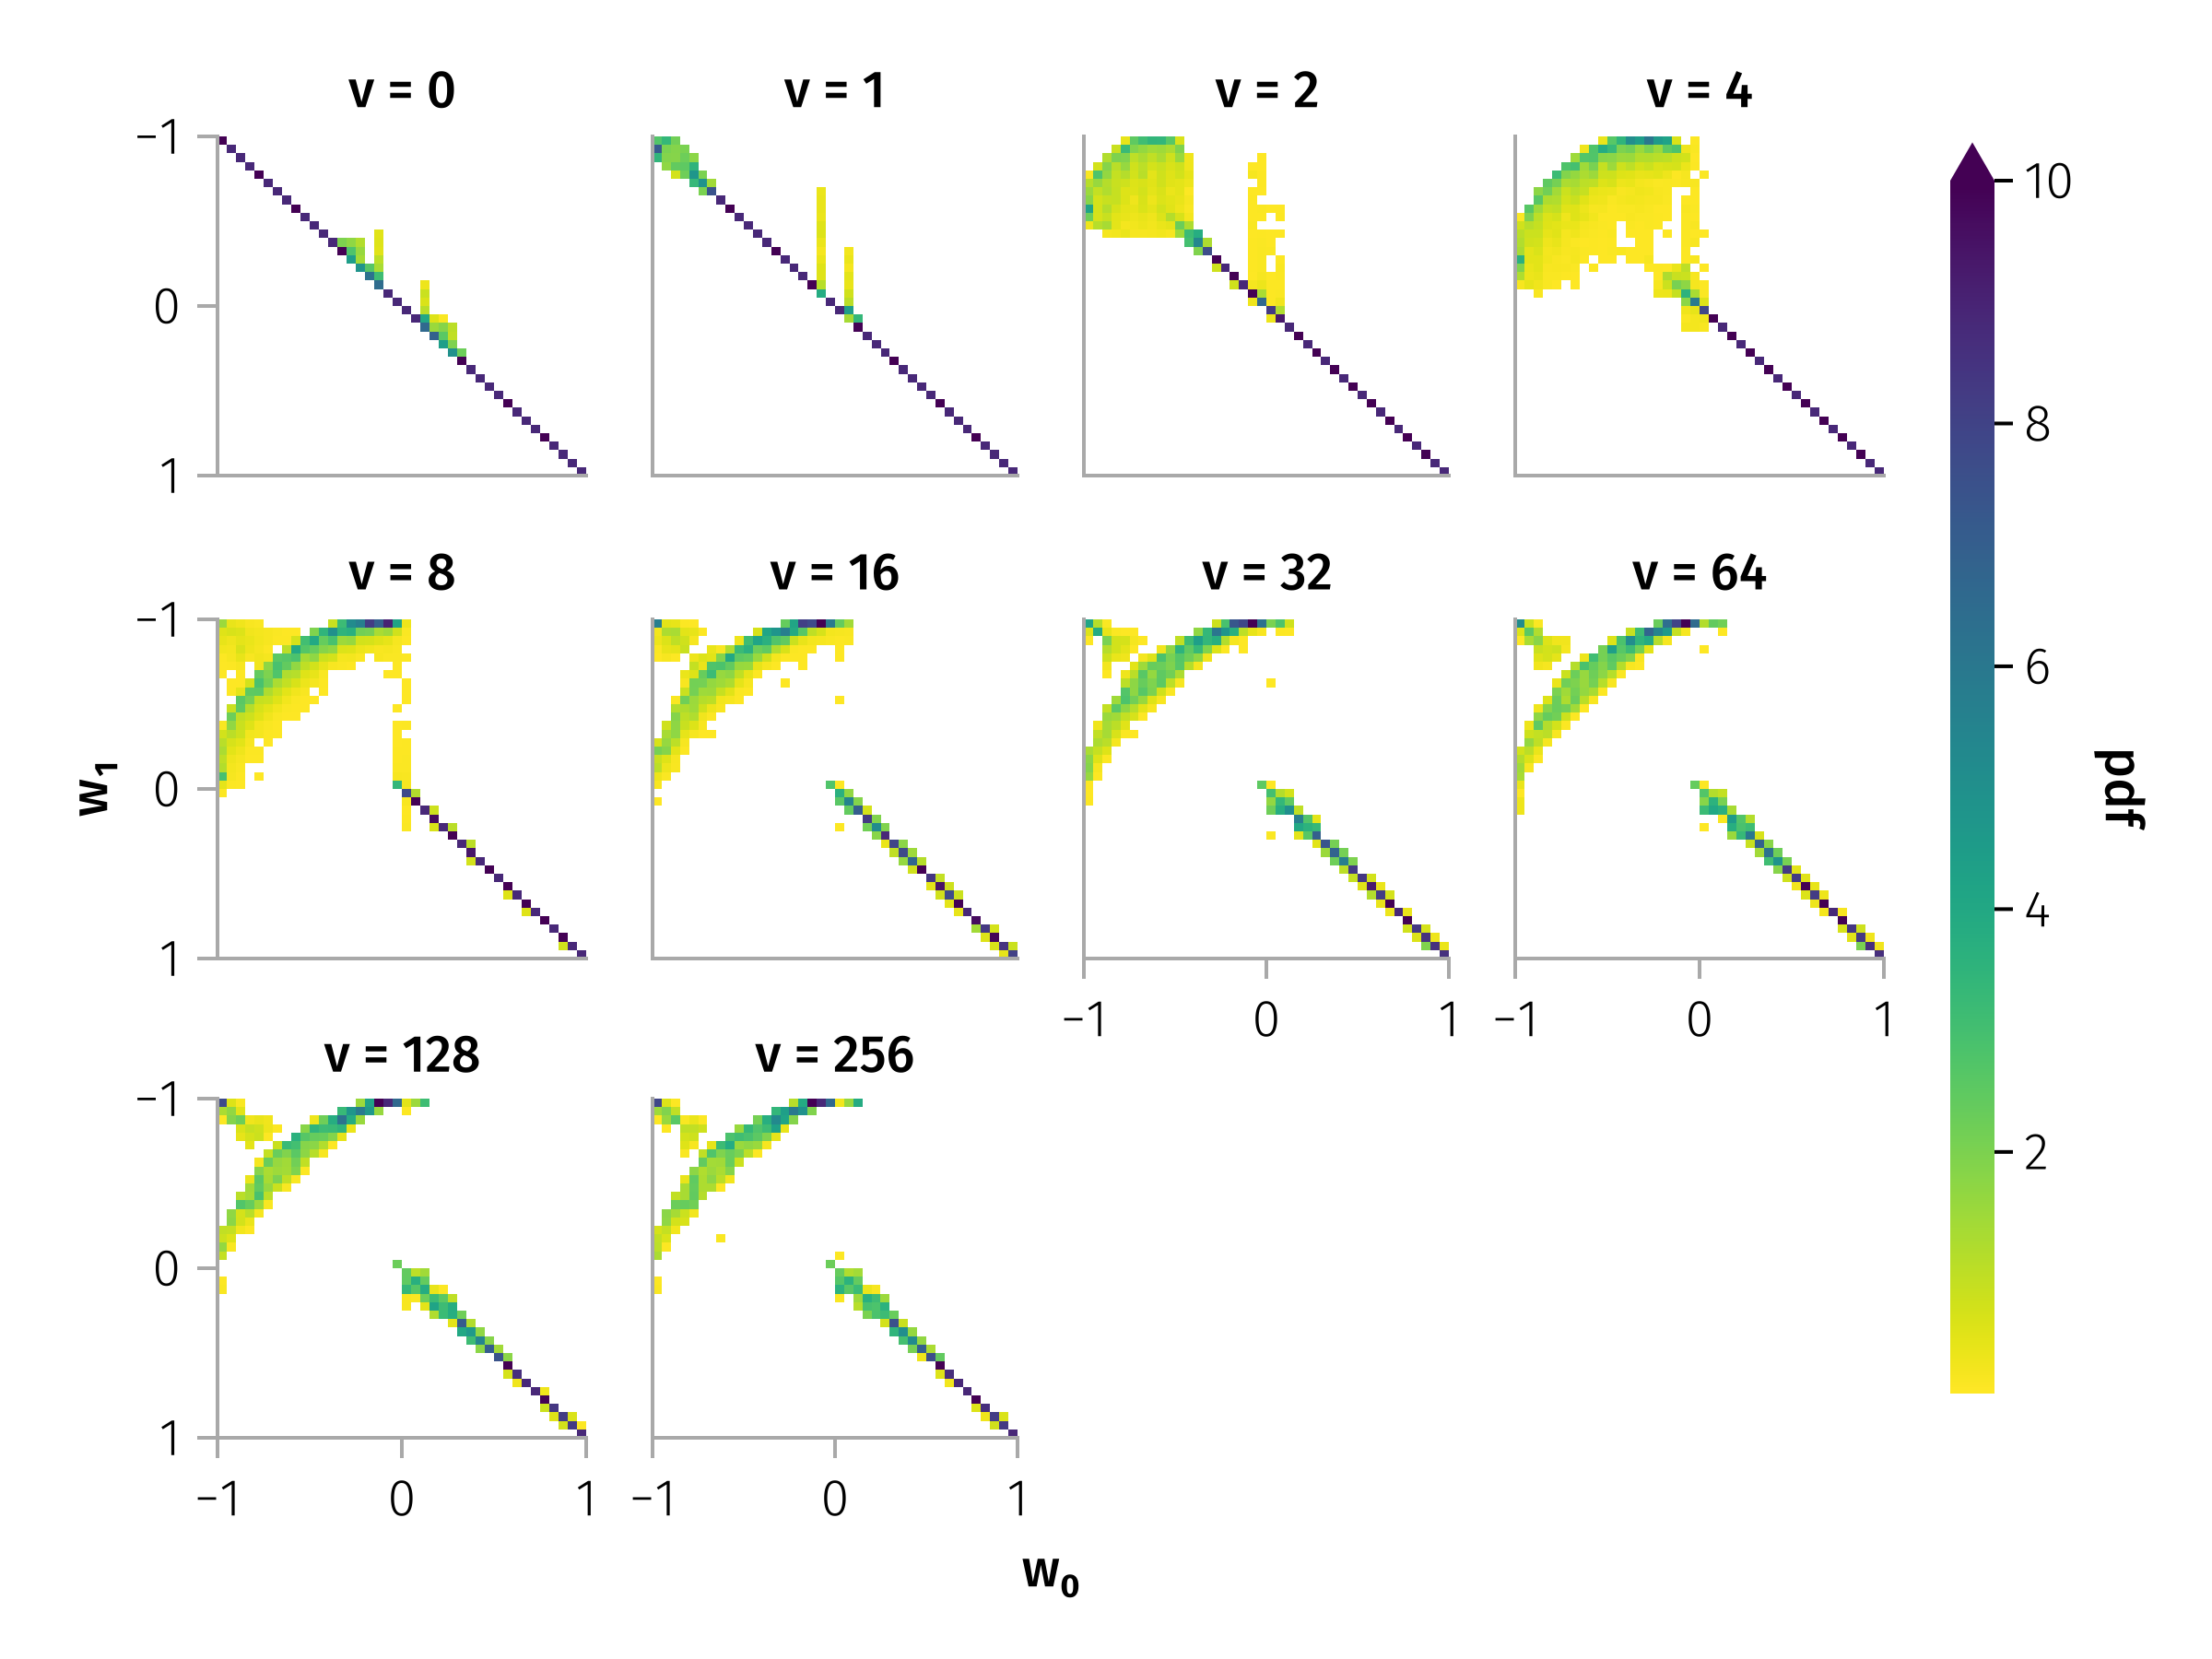 v = 0
v = 1
v = 2
v = 4
−1
0
1
10
8
6
4
2
pdf
v = 8
v = 16
v = 32
v = 64
−1
0
1
w1
−1 0 1
−1 0 1
v = 128
v = 256
−1
0
1
−1 0 1
−1 0 1
w0